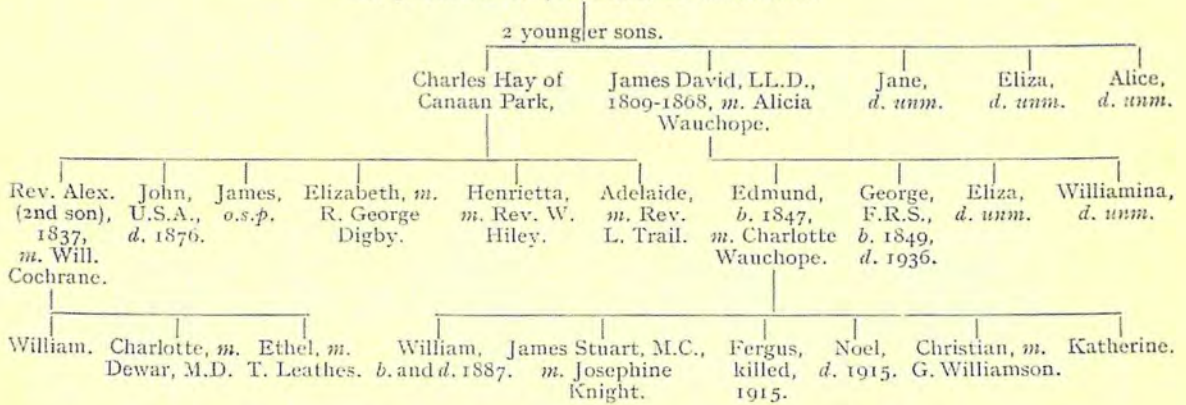 2 younger sons.
Charles Hay of
Canaan Park,
James David, LL.D.,
1809-1868, m. Alicia
Wauchope.
Jane,
d. unm.
Eliza,
d. unm.
Alice,
d. unm.
Rev. Alex.
(2nd son),
1837,
m. Will.
Cochrane.
John,
U.S.A.,
d. 1876.
James,
o.s.p.
Elizabeth, m.
R. George
Digby.
Henrietta,
m. Rev. W.
Hiley.
Adelaide,
m. Rev.
L. Trail.
Edmund,
b. 1847,
m. Charlotte
Wauchope.
George,
F.R.S.,
b. 1849,
d. 1936.
Eliza,
d. unm.
Williamina,
d. unm.
William.
Charlotte, m.
Dewar, M.D.
Ethel, m.
T. Leathes.
William,
b. and d. 1887.
James Stuart, M.C.,
m. Josephine
Knight.
Fergus,
killed,
1915.
Noel,
d. 1915.
Christian, m.
G. Williamson.
Katherine.